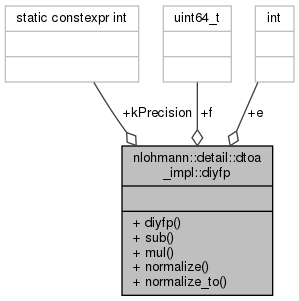 static constexpr int
uint64_t
int
+kPrecision
+f
+e
nlohmann::detail::dtoa
_impl::diyfp
+ diyfp()
+ sub()
+ mul()
+ normalize()
+ normalize_to()